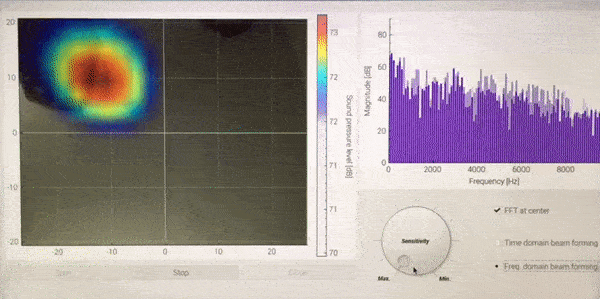 20
10
0
-10
20
-20
-10
0
10
20
73
72
72
71
71
70
Sound pressure level [dB]
Stop
80
60
40
20
0
Magnitude [dB]
0
2000
4000
6000
8000
Frequency [Hz]
Sensitivity
Max.
Min.
FFT at center
Time domain beam forming
Freq. domain beam forming